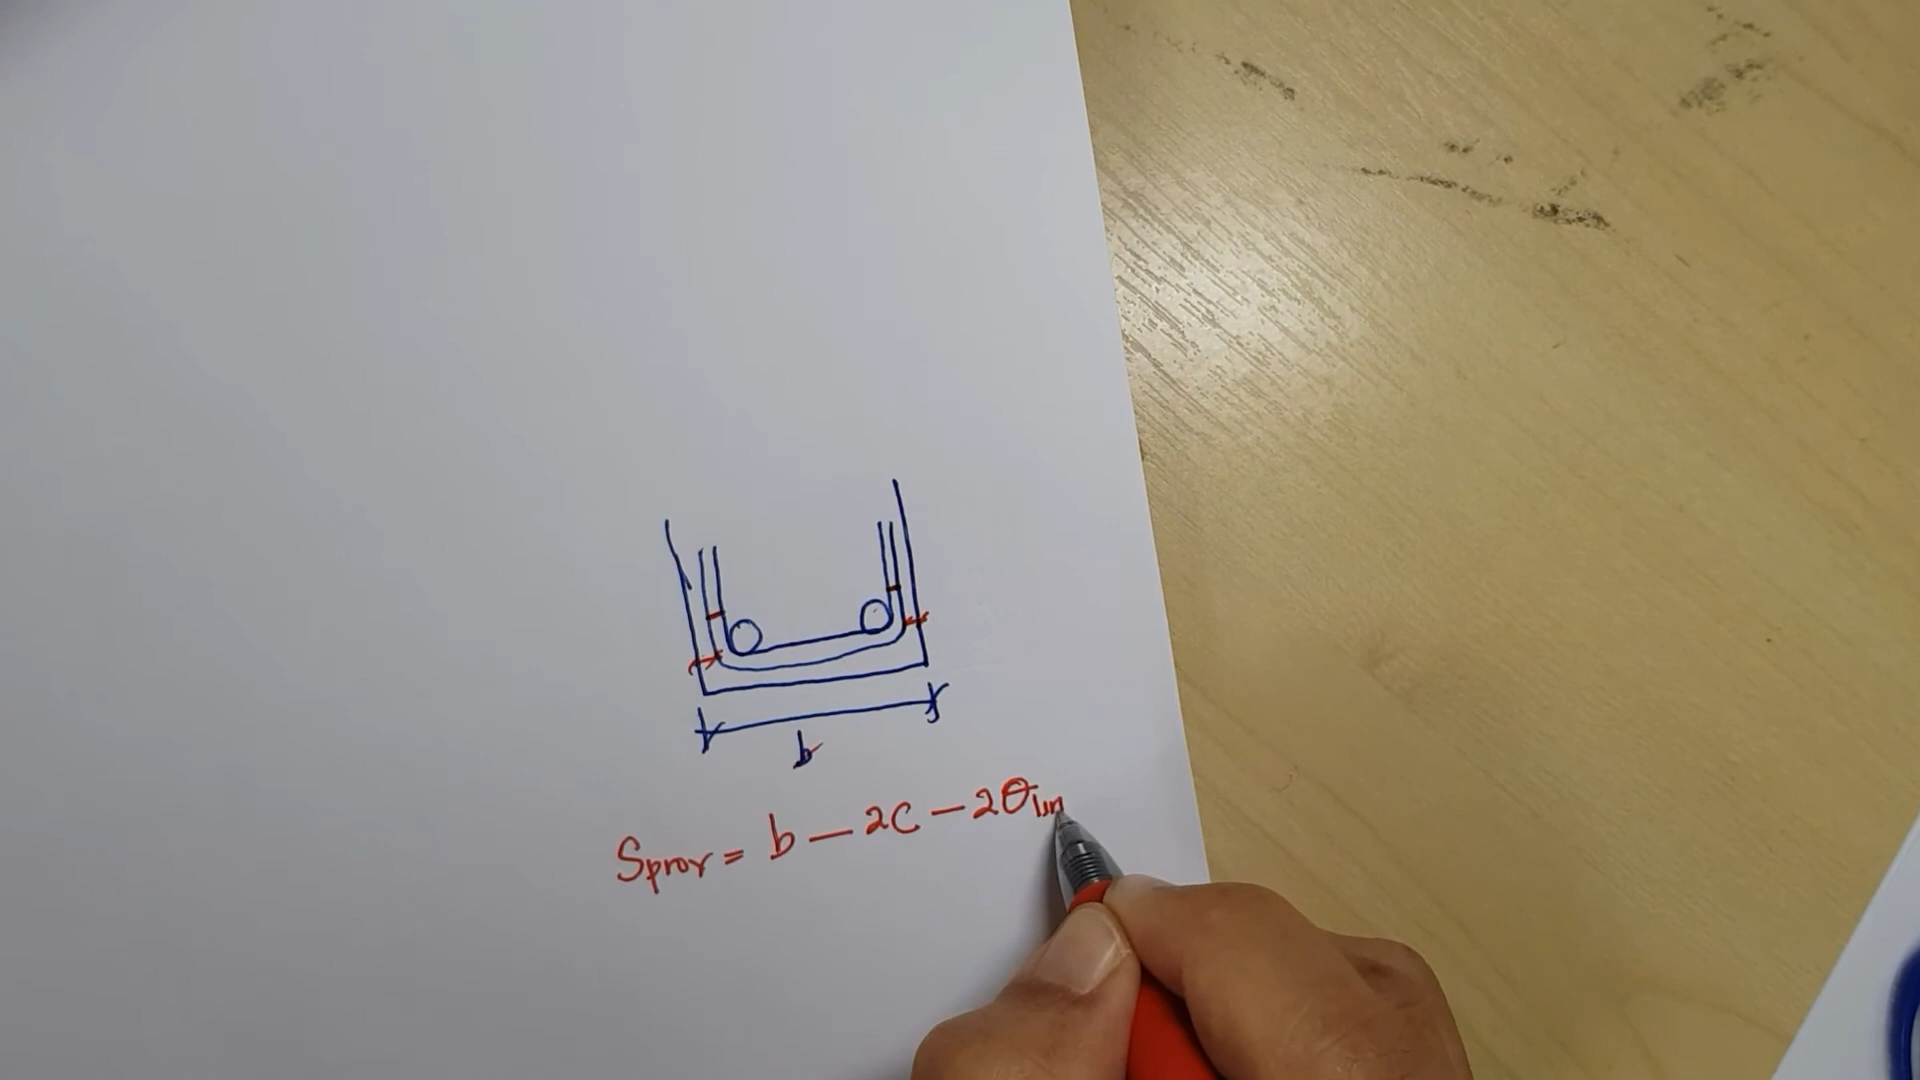 b
Sprov = b — 2c — 2Ølin